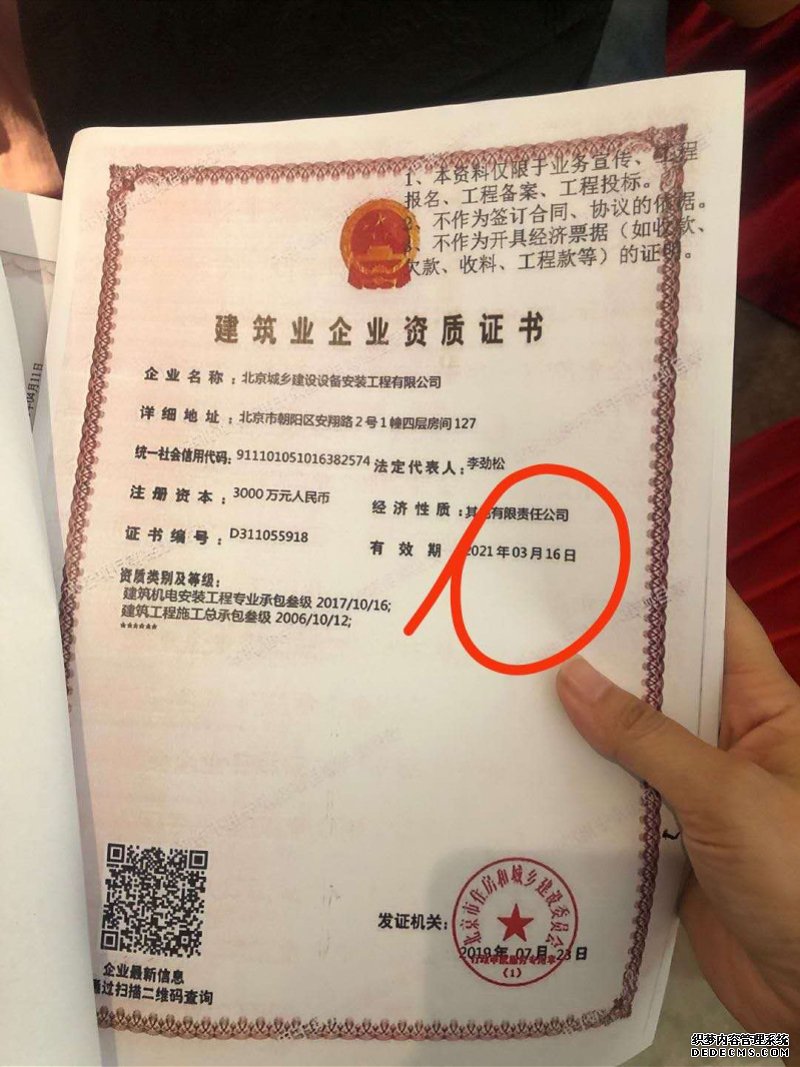 1、本资料仅限于业务宣传、工程
报名、工程备案、工程投标。
2、不作为签订合同、协议的依据。
3、不作为开具经济票据（如收款、
欠款、收料、工程款等）的证明。
建筑业企业资质证书
企业名称：北京城乡建设设备安装工程有限公司
详细地址：北京市朝阳区安翔路2号1幢四层房间127
统一社会信用代码：911101051016382574 法定代表人：李劲松
注册资本：3000万元人民币 经济性质：其他有限责任公司
证书编号：D311055918 有效期 2021年03月16日
资质类别及等级：
建筑机电安装工程专业承包叁级 2017/10/16;
建筑工程施工总承包叁级 2006/10/12;
******
企业最新信息
通过扫描二维码查询
发证机关：
北京市住房和城乡建设委员会
2019年07月23日
(1)
月11日
织梦内容管理系统
DEDECMS.COM